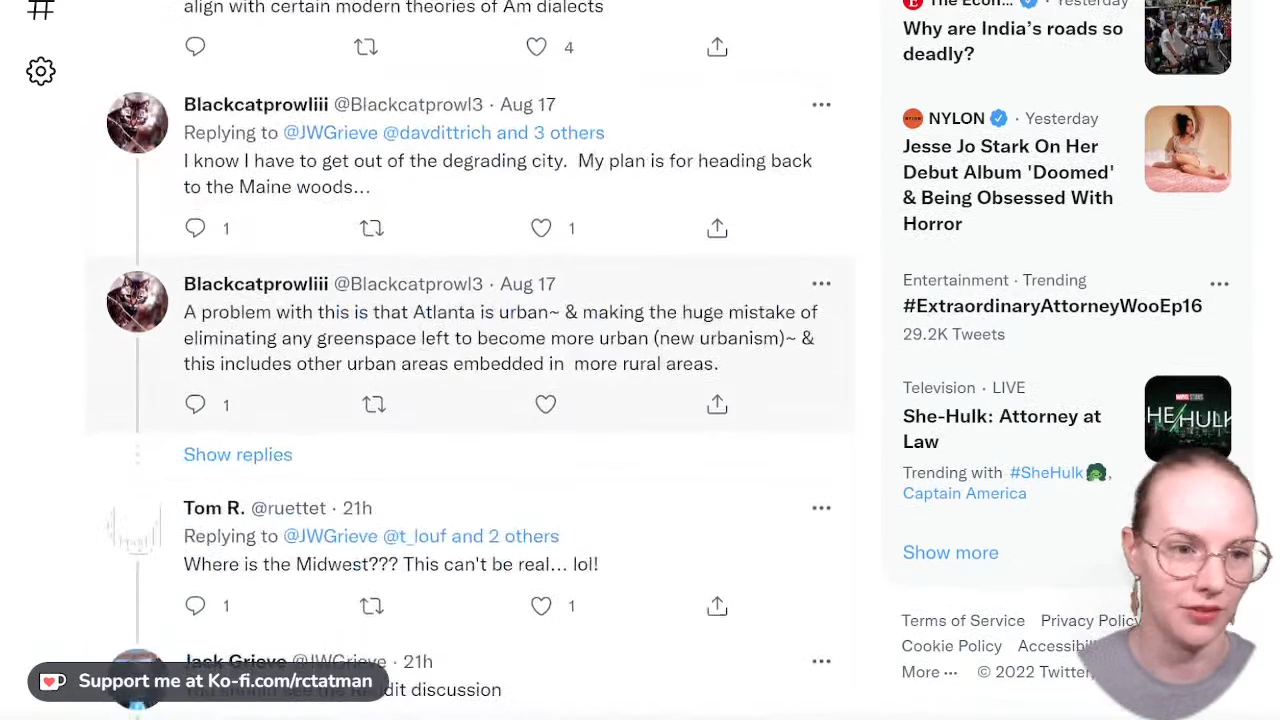 align with certain modern theories of Am dialects
4
Blackcatprowliii @Blackcatprowl3 · Aug 17
Replying to @JWGrieve @davdittrich and 3 others
I know I have to get out of the degrading city.  My plan is for heading back
to the Maine woods…
1
1
Blackcatprowliii @Blackcatprowl3 · Aug 17
A problem with this is that Atlanta is urban~ & making the huge mistake of
eliminating any greenspace left to become more urban (new urbanism)~ &
this includes other urban areas embedded in  more rural areas.
1
Show replies
Tom R. @ruettet · 21h
Replying to @JWGrieve @t_louf and 2 others
Where is the Midwest??? This can't be real... lol!
1
1
Jack Grieve @JWGrieve · 21h
dit discussion
Support me at Ko-fi.com/rctatman
The Econ... · Yesterday
Why are India's roads so
deadly?
NYLON · Yesterday
Jesse Jo Stark On Her
Debut Album 'Doomed'
& Being Obsessed With
Horror
Entertainment · Trending
#ExtraordinaryAttorneyWooEp16
29.2K Tweets
Television · LIVE
She-Hulk: Attorney at
Law
MARVEL STUDIOS
HE HULK
Trending with #SheHulk,
Captain America
Show more
Terms of Service Privacy Policy
Cookie Policy Accessibi
More ··· © 2022 Twitter,